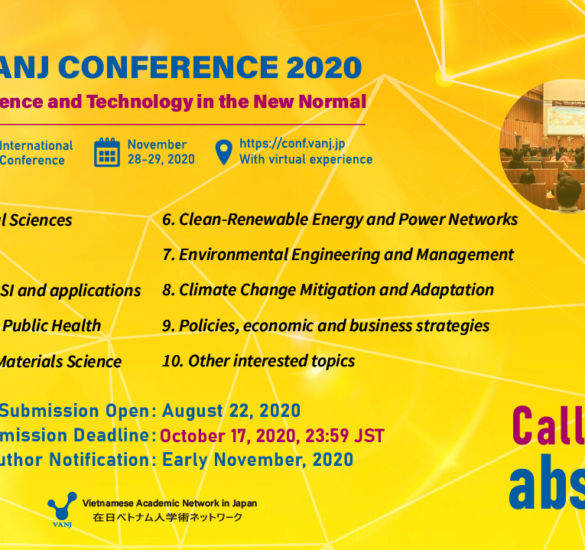 ANJ CONFERENCE 2020
ence and Technology in the New Normal
International
Conference
November
28-29, 2020
https://conf.vanj.jp
With virtual experience
l Sciences
SI and applications
Public Health
Materials Science
6. Clean-Renewable Energy and Power Networks
7. Environmental Engineering and Management
8. Climate Change Mitigation and Adaptation
9. Policies, economic and business strategies
10. Other interested topics
Submission Open: August 22, 2020
mission Deadline: October 17, 2020, 23:59 JST
uthor Notification: Early November, 2020
Call
abs
VANJ
Vietnamese Academic Network in Japan
在日ベトナム人学術ネットワーク